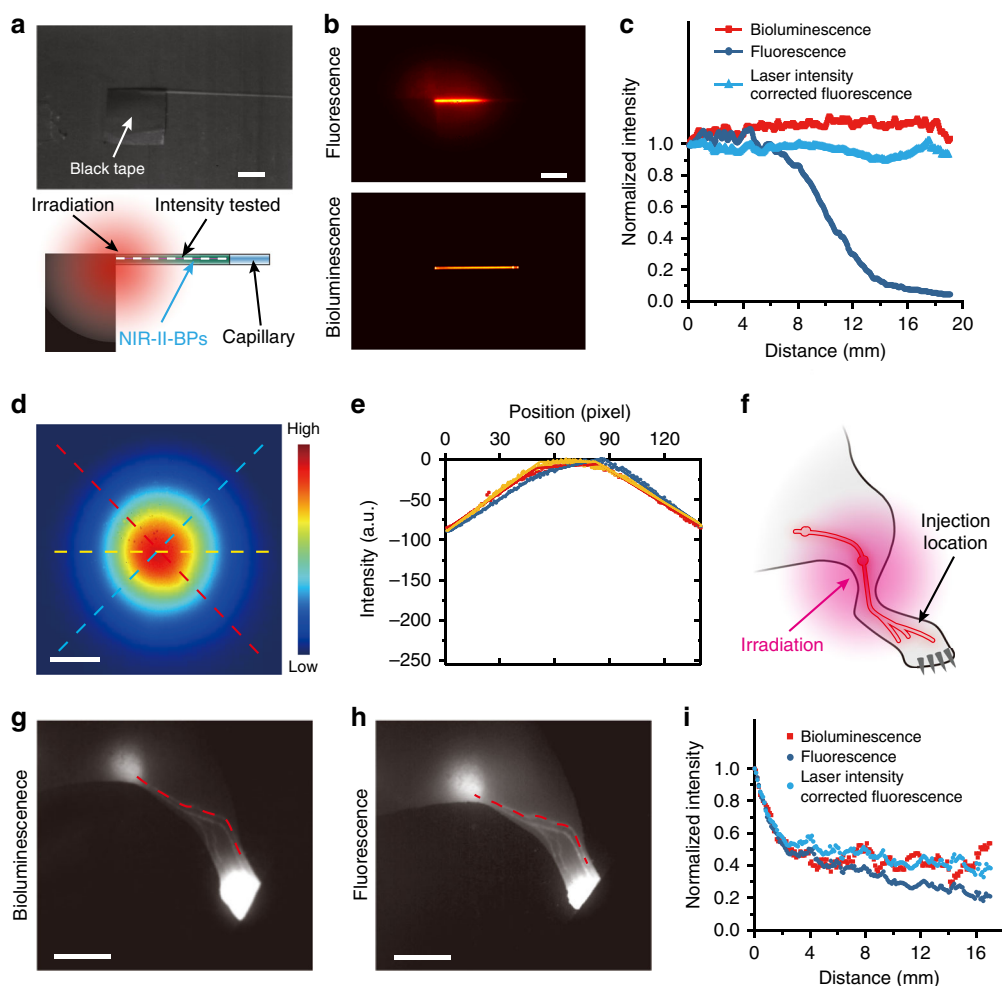 a
Black tape
Irradiation
Intensity tested
NIR-II-BPs
Capillary
b
Fluorescence
Bioluminescence
c
Bioluminescence
Fluorescence
Laser intensity
corrected fluorescence
Normalized intensity
1.0
0.8
0.6
0.4
0.2
0.0
0 4 8 12 16 20
Distance (mm)
d
High
Low
e
Position (pixel)
0 30 60 90 120
Intensity (a.u.)
0
−50
−100
−150
−200
−250
f
Injection
location
Irradiation
g
Bioluminescenece
h
Fluorescence
i
Bioluminescence
Fluorescence
Laser intensity
corrected fluorescence
Normalized intensity
1.0
0.8
0.6
0.4
0.2
0.0
0 4 8 12 16
Distance (mm)